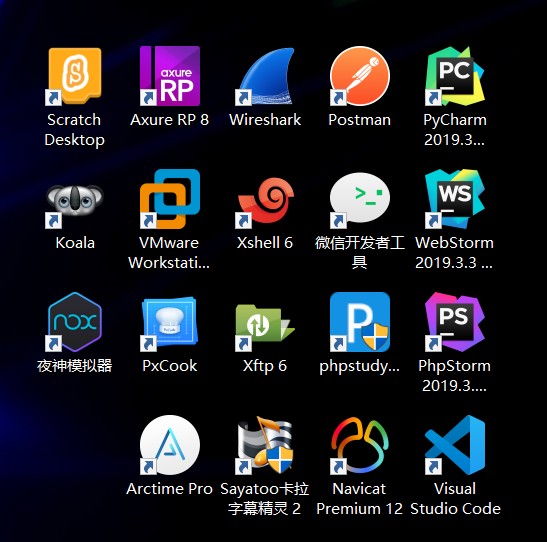 axure
RP
PC
Scratch
Desktop
Axure RP 8
Wireshark
Postman
PyCharm
2019.3...
WS
>_:
Koala
VMware
Workstati...
Xshell 6
微信开发者工
具
WebStorm
2019.3.3 ...
nox
PxCook
P
PS
夜神模拟器
PxCook
Xftp 6
phpstudy...
PhpStorm
2019.3....
Arctime Pro
Sayatoo卡拉
字幕精灵 2
Navicat
Premium 12
Visual
Studio Code